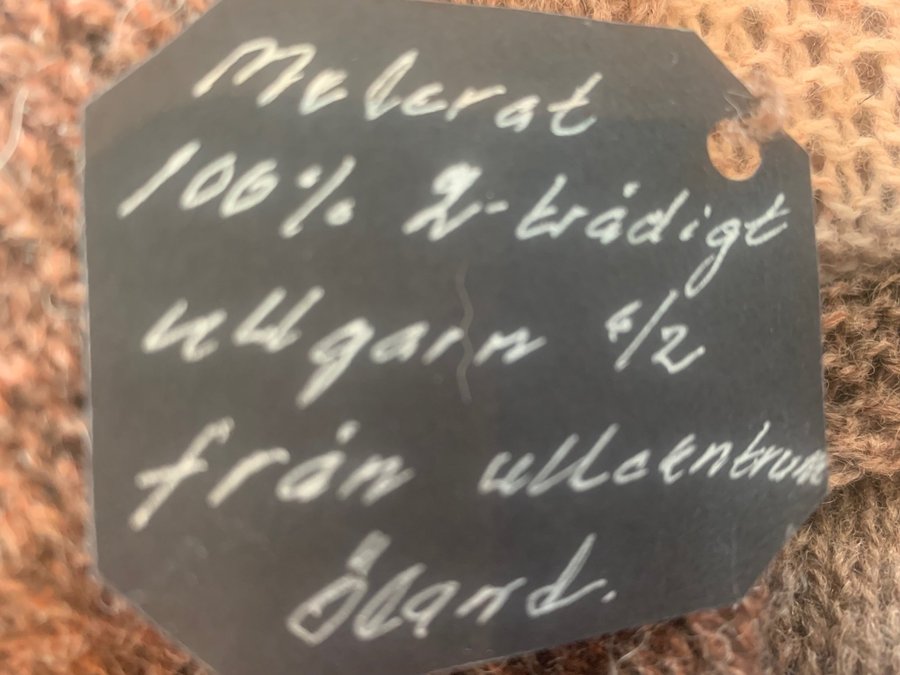 Melerat
100% 2-trådigt
ullgarn 6/2
från ullcentrum
Öland.